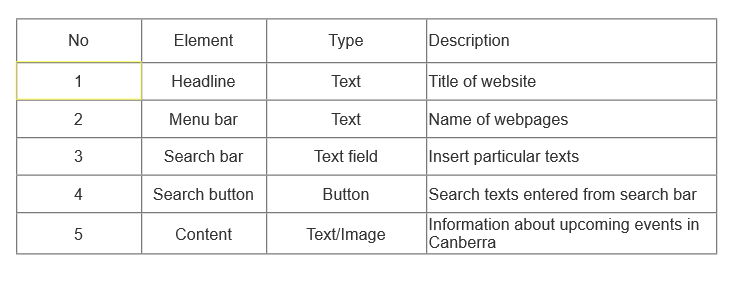 No Element Type Description
1 Headline Text Title of website
2 Menu bar Text Name of webpages
3 Search bar Text field Insert particular texts
4 Search button Button Search texts entered from search bar
5 Content Text/Image Information about upcoming events in
Canberra